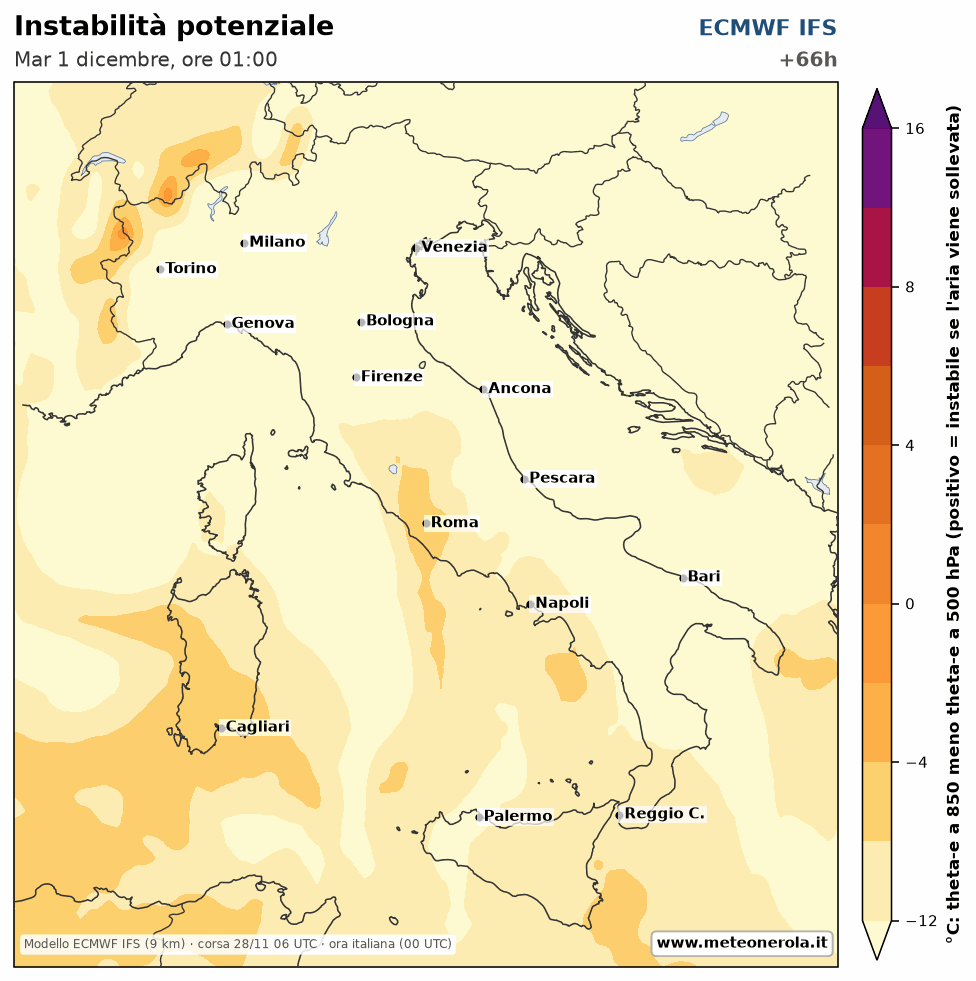 Instabilità potenziale
ECMWF IFS
Mar 1 dicembre, ore 01:00
+66h
Milano
Venezia
Torino
Genova
Bologna
Firenze
Ancona
Pescara
Roma
Bari
Napoli
Cagliari
Palermo
Reggio C.
16
8
4
0
−4
−12
°C: theta-e a 850 meno theta-e a 500 hPa (positivo = instabile se l'aria viene sollevata)
Modello ECMWF IFS (9 km) · corsa 28/11 06 UTC · ora italiana (00 UTC)
www.meteonerola.it